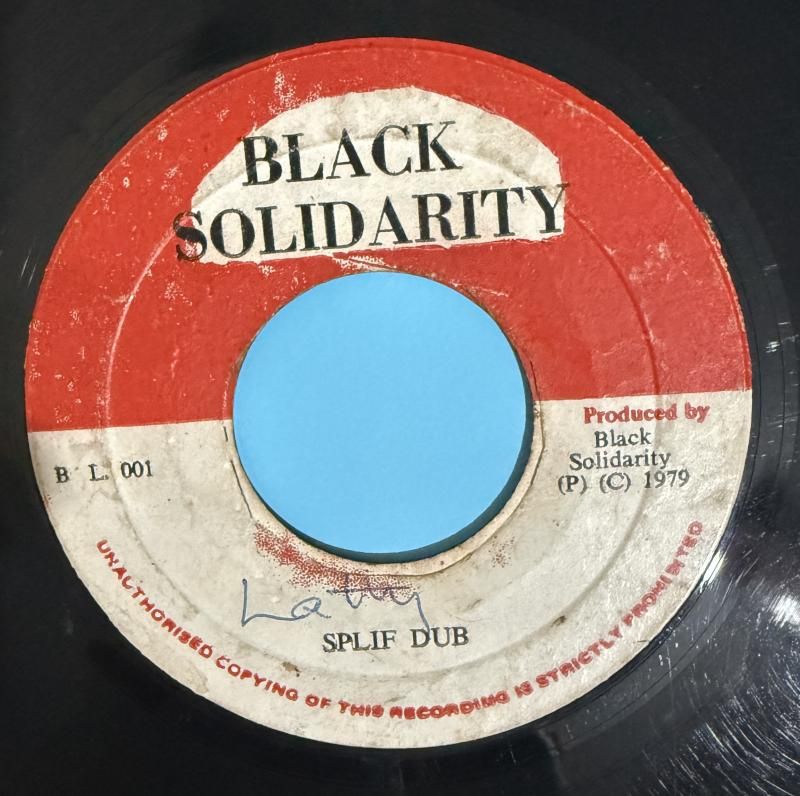 BLACK
SOLIDARITY
Produced by
Black
Solidarity
(P) (C) 1979
B L. 001
SPLIF DUB
UNAUTHORISED COPYING OF THIS RECORDING IS STRICTLY PROHIBITED